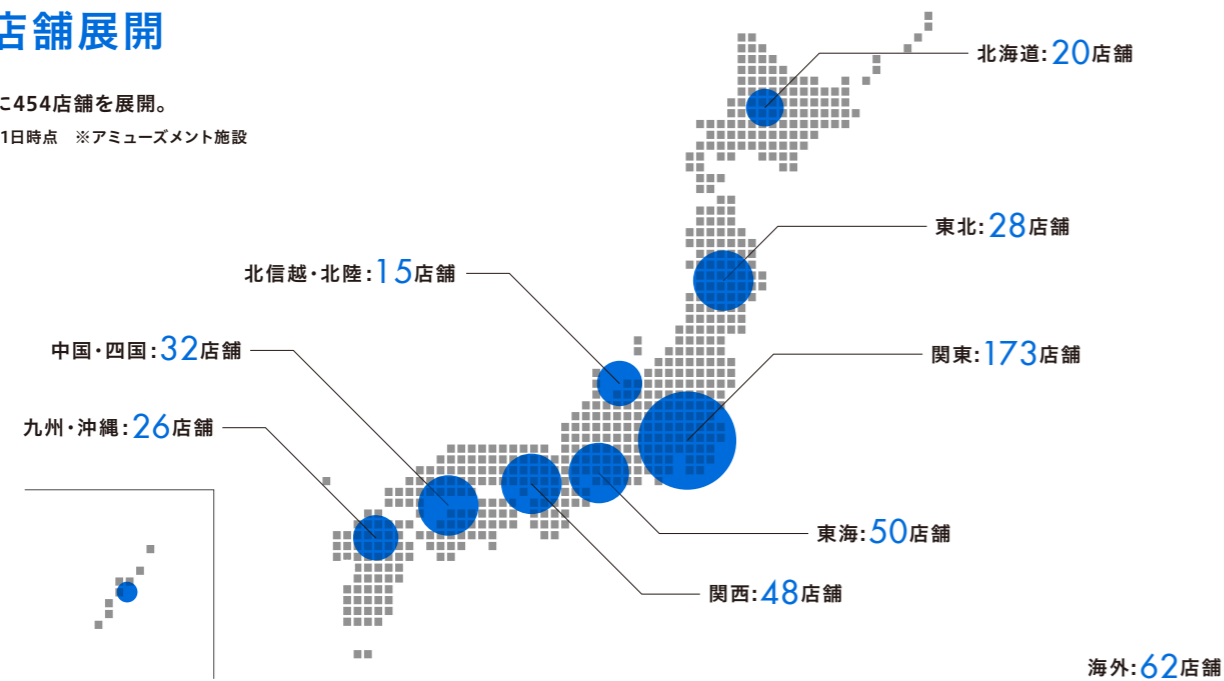 店舗展開
に454店舗を展開。
1日時点　※アミューズメント施設
北海道:20店舗
東北:28店舗
北信越・北陸:15店舗
中国・四国:32店舗
関東:173店舗
九州・沖縄:26店舗
東海:50店舗
関西:48店舗
海外:62店舗